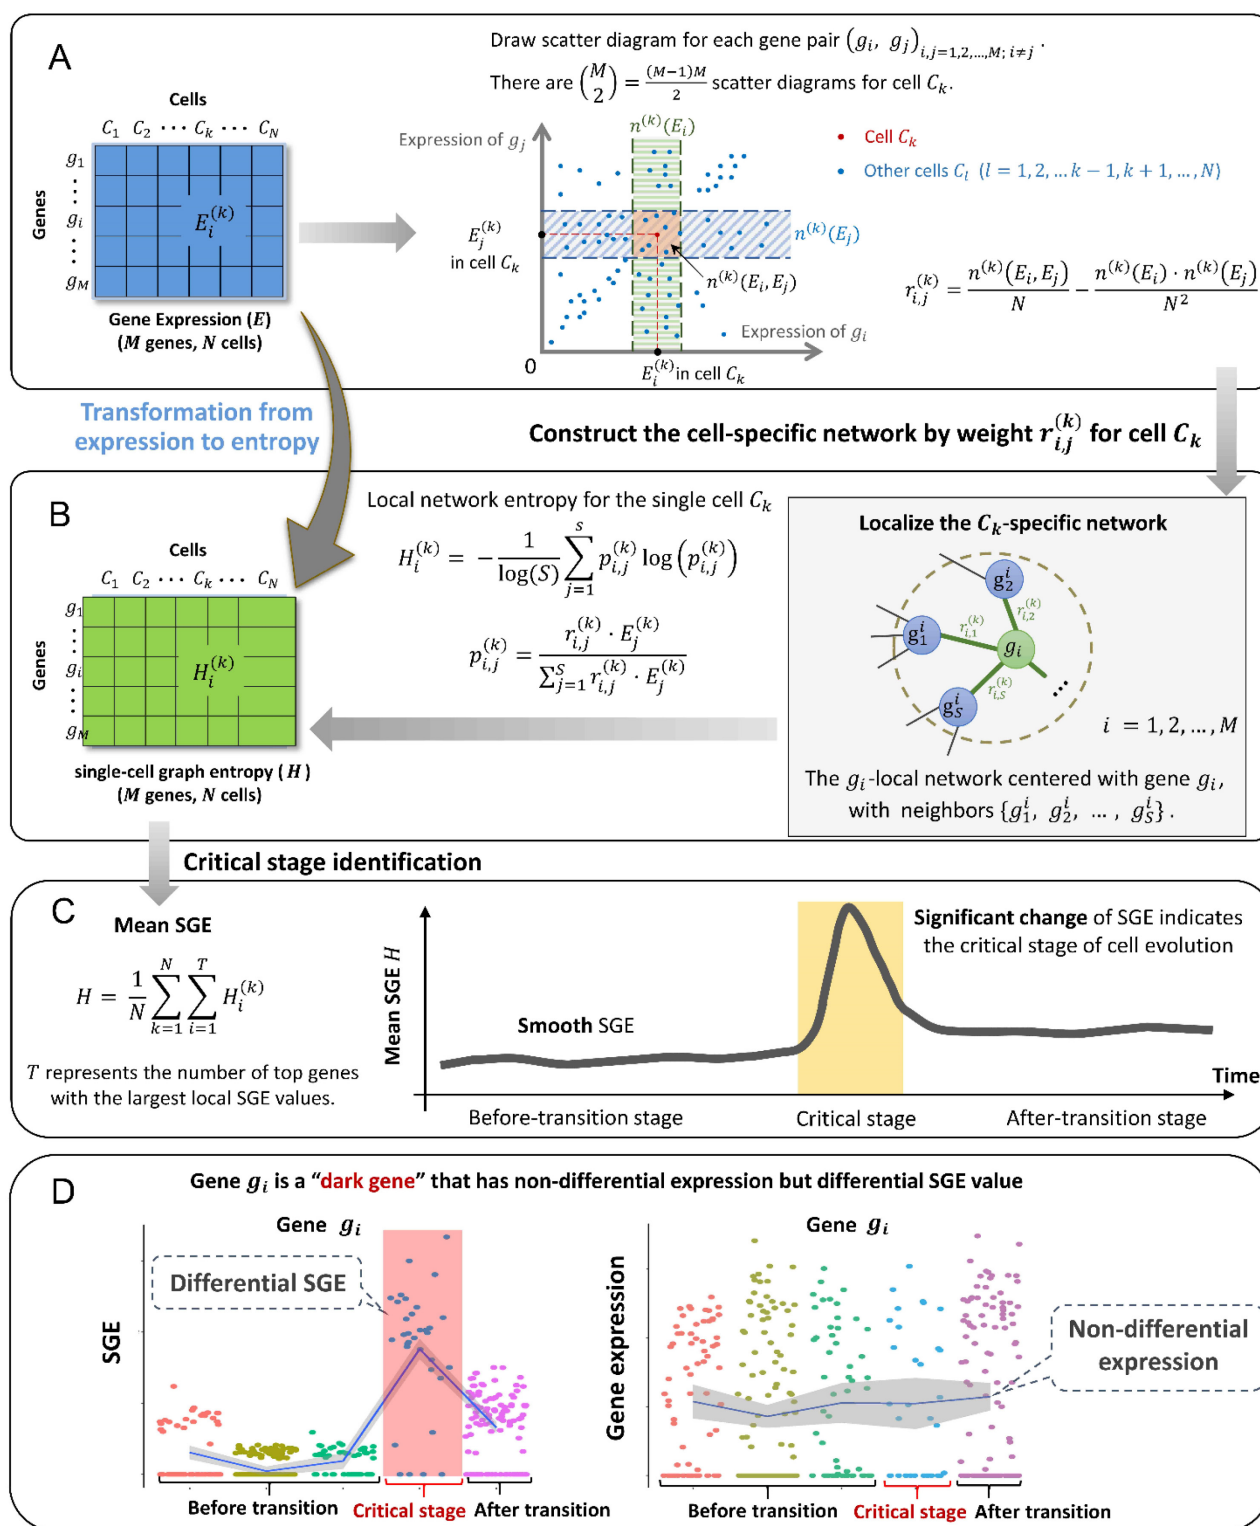 A
Draw scatter diagram for each gene pair (g_i, g_j)_{i,j=1,2,…,M; i≠j} .
There are (M 2) = (M−1)M/2 scatter diagrams for cell C_k.
Cells
C_1 C_2 ⋯ C_k ⋯ C_N
Genes
g_1
⋮
g_i
⋮
g_M
E_i^(k)
Gene Expression (E)
(M genes, N cells)
Expression of g_j
n^(k)(E_i)
Cell C_k
Other cells C_l (l = 1,2, … k − 1, k + 1, … , N)
E_j^(k)
in cell C_k
n^(k)(E_j)
n^(k)(E_i, E_j)
Expression of g_i
0
E_i^(k) in cell C_k
r_{i,j}^(k) = n^(k)(E_i, E_j)/N − n^(k)(E_i) · n^(k)(E_j)/N^2
Transformation from
expression to entropy
Construct the cell-specific network by weight r_{i,j}^(k) for cell C_k
B
Cells
C_1 C_2 ⋯ C_k ⋯ C_N
Genes
g_1
⋮
g_i
⋮
g_M
H_i^(k)
single-cell graph entropy (H)
(M genes, N cells)
Local network entropy for the single cell C_k
H_i^(k) = − 1/log(S) ∑_{j=1}^{S} p_{i,j}^(k) log(p_{i,j}^(k))
p_{i,j}^(k) = r_{i,j}^(k) · E_j^(k) / ∑_{j=1}^{S} r_{i,j}^(k) · E_j^(k)
Localize the C_k-specific network
g_2^i
r_{i,2}^(k)
g_1^i
r_{i,1}^(k)
g_i
r_{i,S}^(k)
g_S^i
⋯
i = 1,2, … , M
The g_i-local network centered with gene g_i,
with neighbors {g_1^i, g_2^i, … , g_S^i} .
Critical stage identification
C
Mean SGE
H = 1/N ∑_{k=1}^{N} ∑_{i=1}^{T} H_i^(k)
T represents the number of top genes
with the largest local SGE values.
Mean SGE H
Smooth SGE
Significant change of SGE indicates
the critical stage of cell evolution
Time
Before-transition stage
Critical stage
After-transition stage
D
Gene g_i is a “dark gene” that has non-differential expression but differential SGE value
Gene g_i
Differential SGE
SGE
Before transition
Critical stage
After transition
Gene g_i
Gene expression
Non-differential
expression
Before transition
Critical stage
After transition